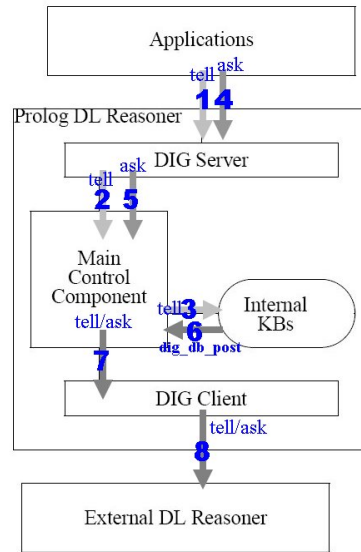 Applications
tell ask
1 4
Prolog DL Reasoner
DIG Server
tell ask
2 5
Main
Control
Component
tell 3
Internal
KBs
6
dig_db_post
tell/ask
7
DIG Client
tell/ask
8
External DL Reasoner